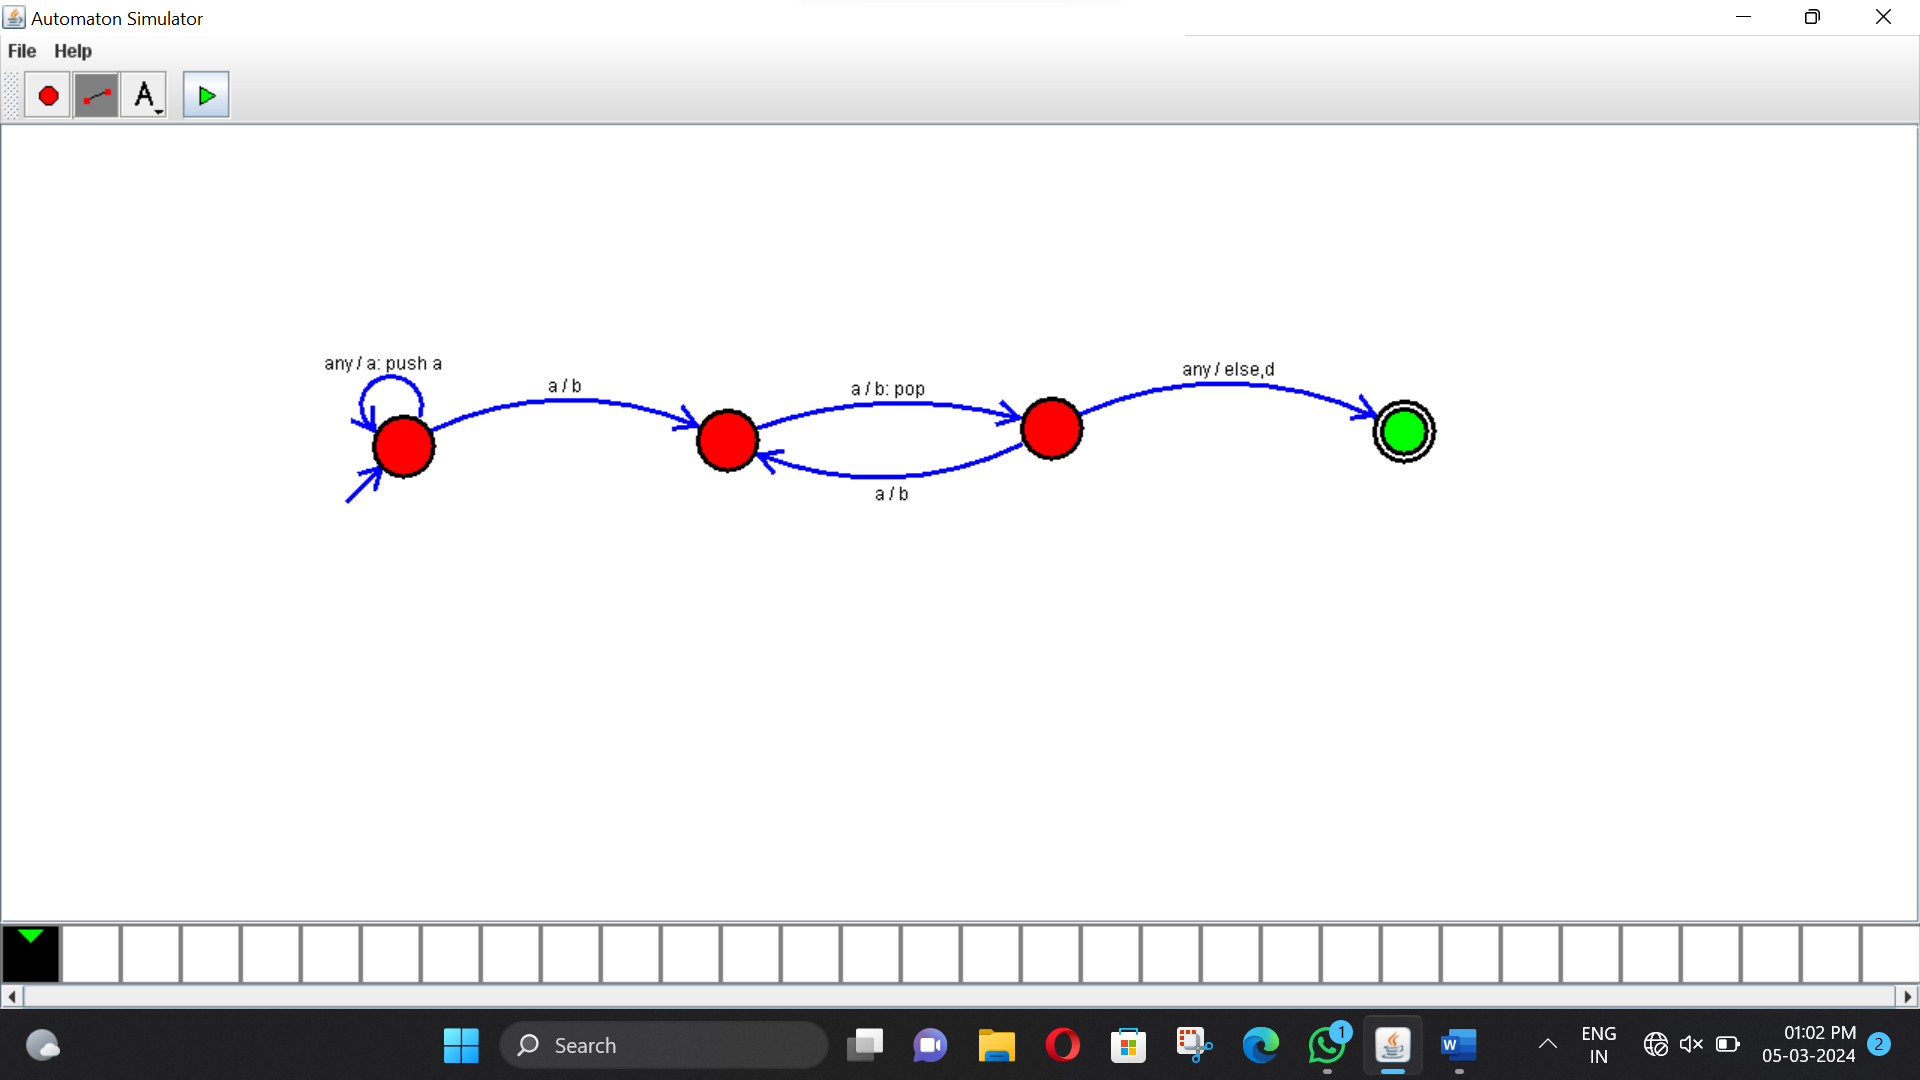 Automaton Simulator
File Help
A
any / a: push a
a / b
a / b: pop
any / else,d
a / b
Search
1
W
ENG
IN
01:02 PM
05-03-2024
2